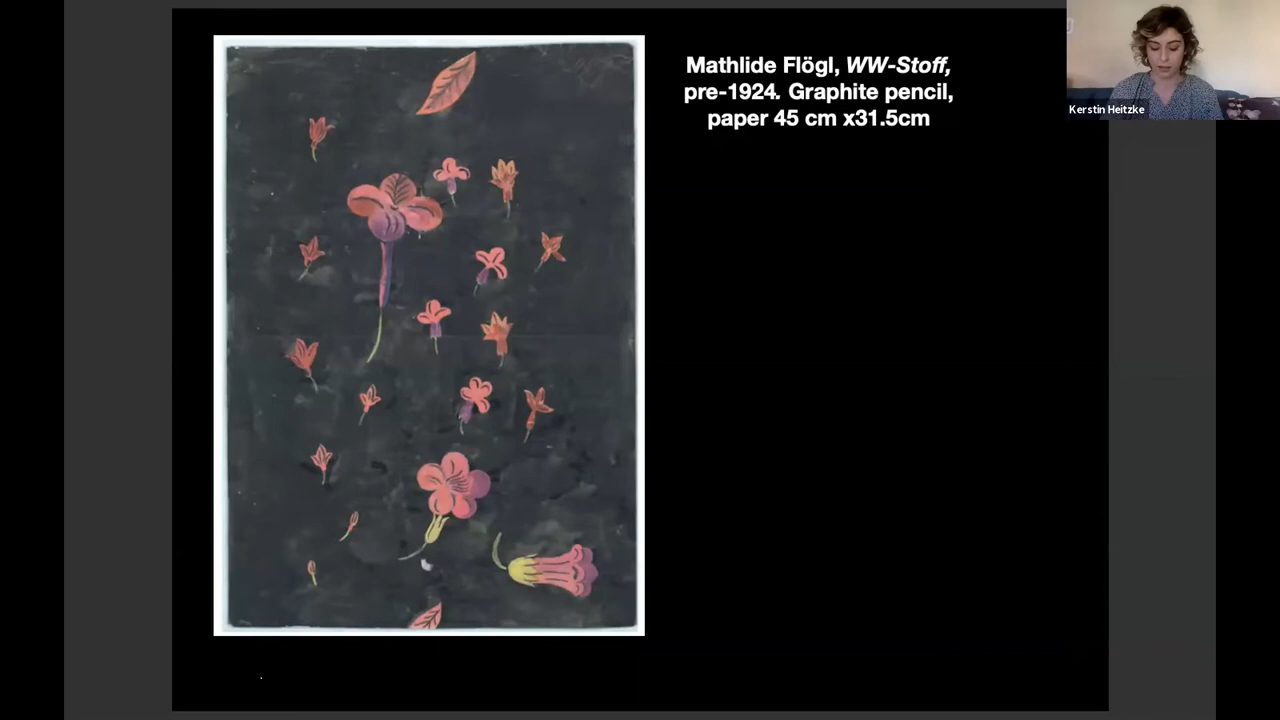 Mathlide Flögl, WW-Stoff,
pre-1924. Graphite pencil,
paper 45 cm x31.5cm
Kerstin Heitzke